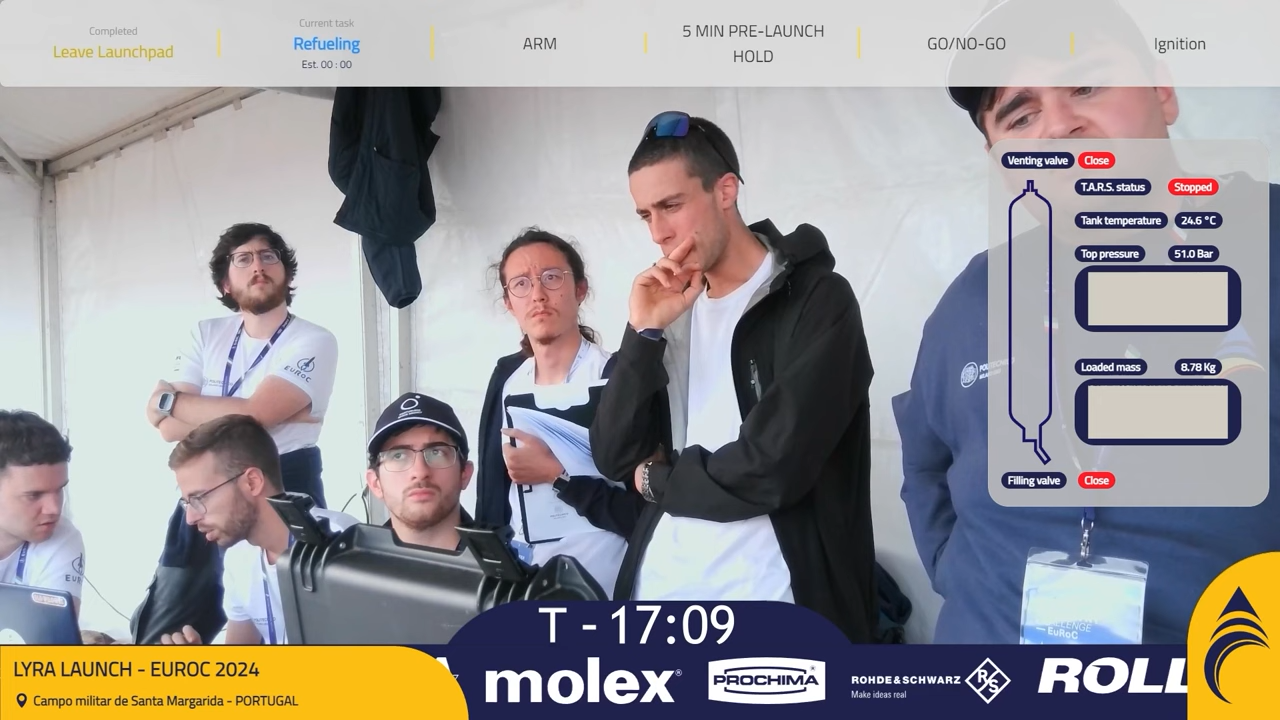 Completed
Leave Launchpad
Current task
Refueling
Est. 00 : 00
ARM
5 MIN PRE-LAUNCH
HOLD
GO/NO-GO
Ignition
Venting valve Close
T.A.R.S. status Stopped
Tank temperature 24.6 °C
Top pressure 51.0 Bar
Loaded mass 8.78 Kg
Filling valve Close
EUROC
EuRoC
T - 17:09
LYRA LAUNCH - EUROC 2024
Campo militar de Santa Margarida - PORTUGAL
molex®
PROCHIMA
ROHDE & SCHWARZ
Make ideas real
R S
ROLL